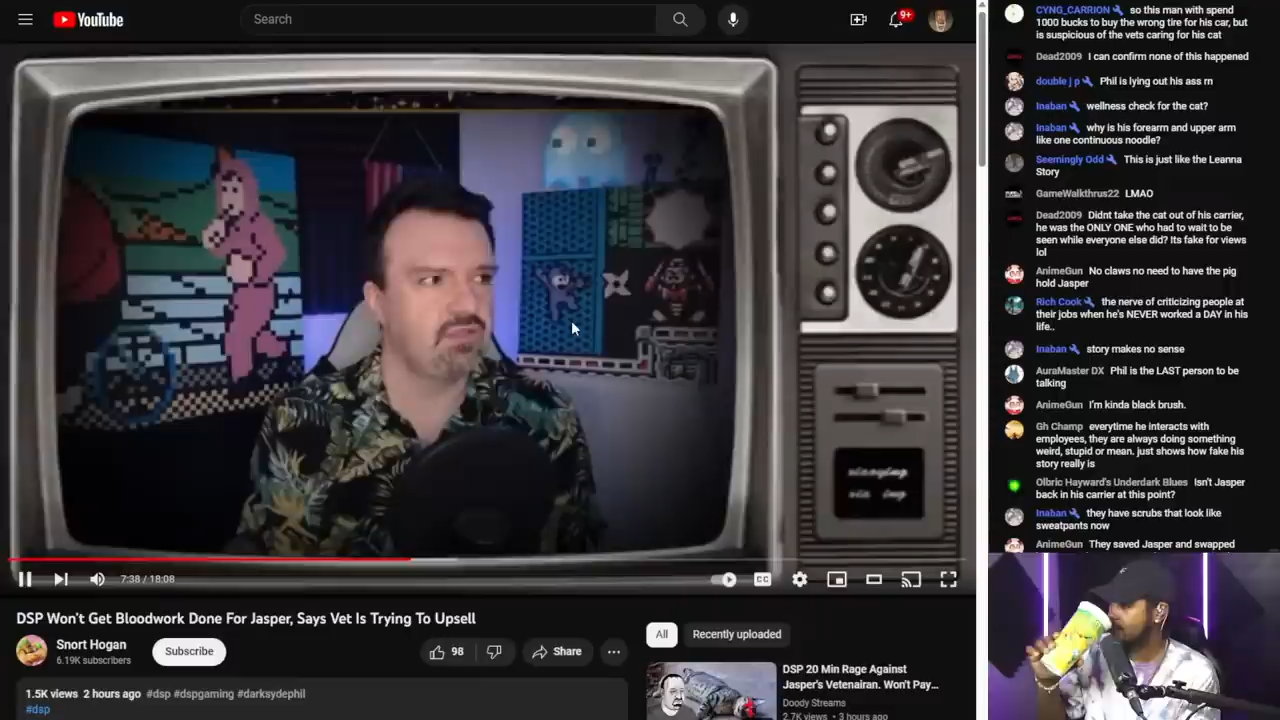 YouTube
Search
9+
7:38 / 18:08
CC
DSP Won't Get Bloodwork Done For Jasper, Says Vet Is Trying To Upsell
Snort Hogan
6.19K subscribers
Subscribe
98
Share
1.5K views 2 hours ago #dsp #dspgaming #darksydephil
#dsp
All
Recently uploaded
DSP 20 Min Rage Against
Jasper's Vetenairan. Won't Pay...
Doody Streams
2.7K views • 3 hours ago
CYNG_CARRION so this man with spend
1000 bucks to buy the wrong tire for his car, but
is suspicious of the vets caring for his cat
Dead2009 I can confirm none of this happened
double j p Phil is lying out his ass rn
Inaban wellness check for the cat?
Inaban why is his forearm and upper arm
like one continuous noodle?
Seemingly Odd This is just like the Leanna
Story
GameWalkthrus22 LMAO
Dead2009 Didnt take the cat out of his carrier,
he was the ONLY ONE who had to wait to be
seen while everyone else did? Its fake for views
lol
AnimeGun No claws no need to have the pig
hold Jasper
Rich Cook the nerve of criticizing people at
their jobs when he's NEVER worked a DAY in his
life..
Inaban story makes no sense
AuraMaster DX Phil is the LAST person to be
talking
AnimeGun I'm kinda black brush.
Gh Champ everytime he interacts with
employees, they are always doing something
weird, stupid or mean. just shows how fake his
story really is
Olbric Hayward's Underdark Blues Isn't Jasper
back in his carrier at this point?
Inaban they have scrubs that look like
sweatpants now
AnimeGun They saved Jasper and swapped